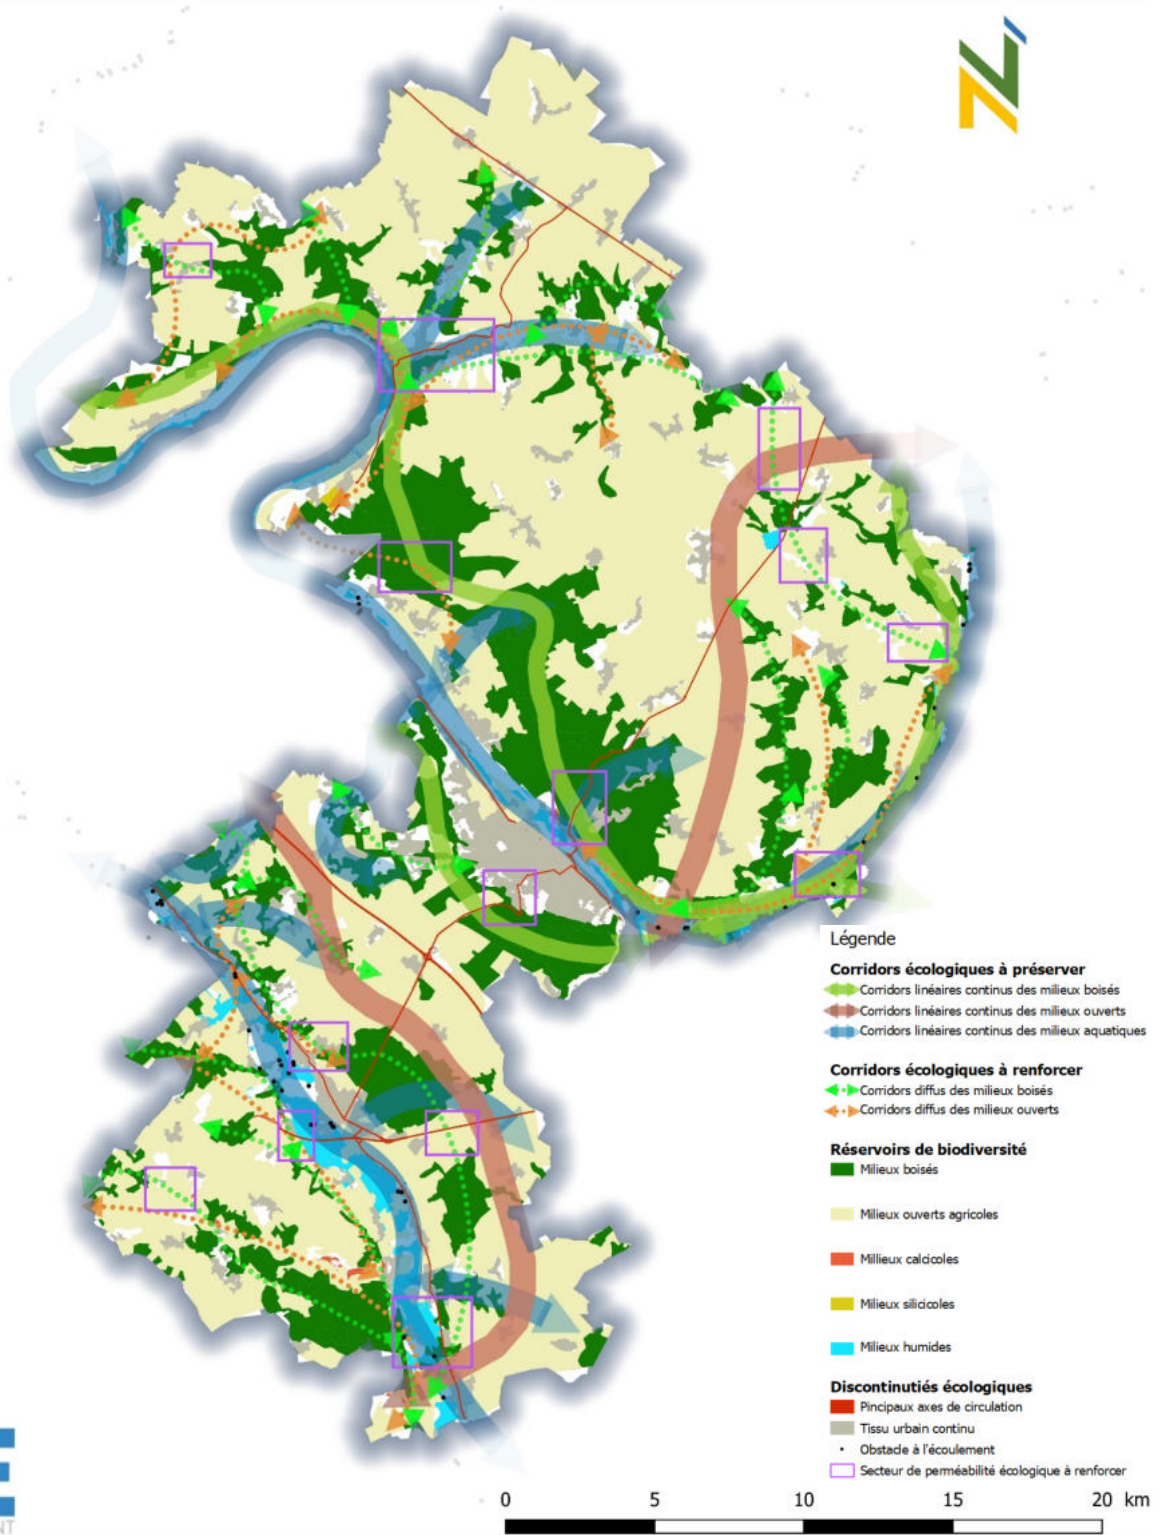 Légende
Corridors écologiques à préserver
Corridors linéaires continus des milieux boisés
Corridors linéaires continus des milieux ouverts
Corridors linéaires continus des milieux aquatiques
Corridors écologiques à renforcer
Corridors diffus des milieux boisés
Corridors diffus des milieux ouverts
Réservoirs de biodiversité
Milieux boisés
Milieux ouverts agricoles
Millieux calcicoles
Milieux silicicoles
Milieux humides
Discontinutiés écologiques
Pincipaux axes de circulation
Tissu urbain continu
Obstacle à l'écoulement
Secteur de perméabilité écologique à renforcer
0 5 10 15 20 km
NT